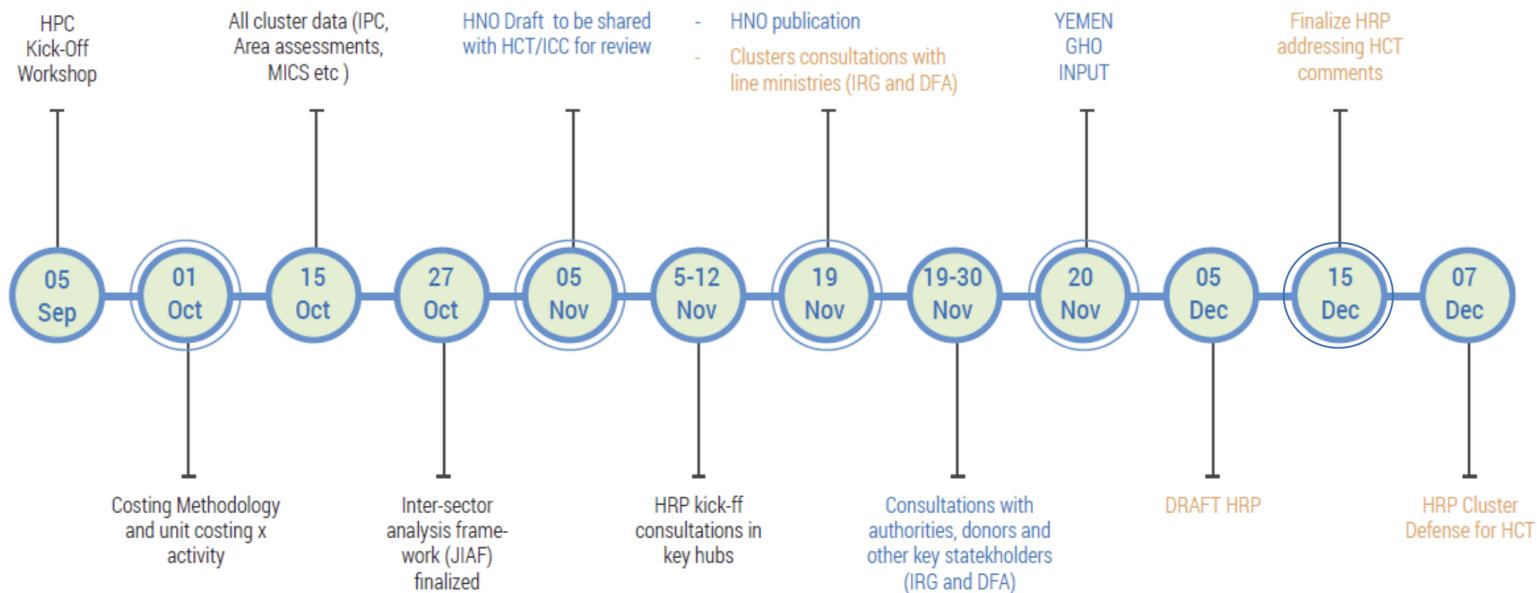 HPC
Kick-Off
Workshop
All cluster data (IPC,
Area assessments,
MICS etc )
HNO Draft to be shared
with HCT/ICC for review
- HNO publication
- Clusters consultations with
line ministries (IRG and DFA)
YEMEN
GHO
INPUT
Finalize HRP
addressing HCT
comments
05
Sep
01
Oct
15
Oct
27
Oct
05
Nov
5-12
Nov
19
Nov
19-30
Nov
20
Nov
05
Dec
15
Dec
07
Dec
Costing Methodology
and unit costing x
activity
Inter-sector
analysis frame-
work (JIAF)
finalized
HRP kick-ff
consultations in
key hubs
Consultations with
authorities, donors and
other key statekholders
(IRG and DFA)
DRAFT HRP
HRP Cluster
Defense for HCT